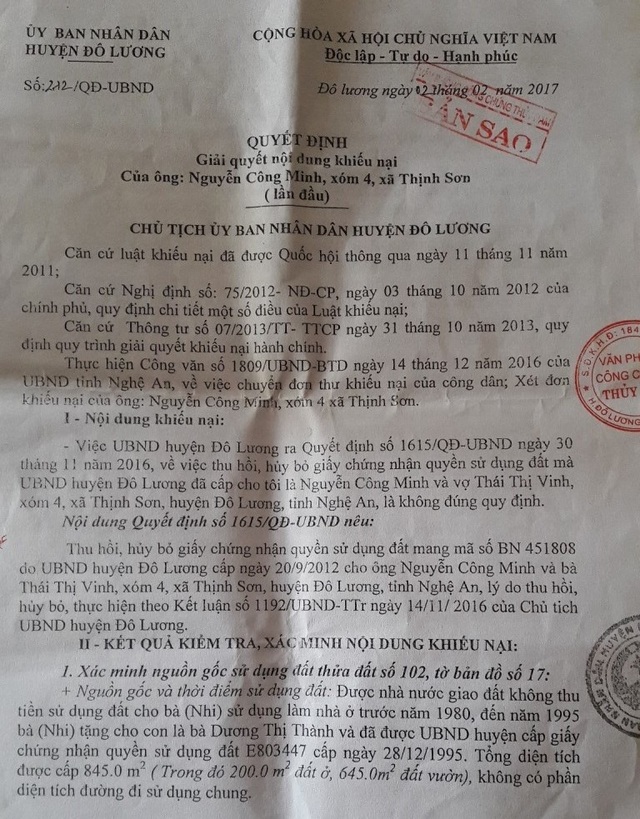 ỦY BAN NHÂN DÂN
HUYỆN ĐÔ LƯƠNG
CỘNG HÒA XÃ HỘI CHỦ NGHĨA VIỆT NAM
Độc lập - Tự do - Hạnh phúc
Số:212/QĐ-UBND
Đô lương ngày 02 tháng 02 năm 2017
BẢN SAO
QUYẾT ĐỊNH
Giải quyết nội dung khiếu nại
Của ông: Nguyễn Công Minh, xóm 4, xã Thịnh Sơn
( lần đầu)
CHỦ TỊCH ỦY BAN NHÂN DÂN HUYỆN ĐÔ LƯƠNG
Căn cứ luật khiếu nại đã được Quốc hội thông qua ngày 11 tháng 11 năm
2011;
Căn cứ Nghị định số: 75/2012- NĐ-CP, ngày 03 tháng 10 năm 2012 của
chính phủ, quy định chi tiết một số điều của Luật khiếu nại;
Căn cứ Thông tư số 07/2013/TT- TTCP ngày 31 tháng 10 năm 2013, quy
định quy trình giải quyết khiếu nại hành chính.
Thực hiện Công văn số 1809/UBND-BTD ngày 14 tháng 12 năm 2016 của
UBND tỉnh Nghệ An, về việc chuyển đơn thư khiếu nại của công dân; Xét đơn
khiếu nại của ông: Nguyễn Công Minh, xóm 4 xã Thịnh Sơn.
I - Nội dung khiếu nại:
- Việc UBND huyện Đô Lương ra Quyết định số 1615/QĐ-UBND ngày 30
tháng 11 năm 2016, về việc thu hồi, hủy bỏ giấy chứng nhận quyền sử dụng đất mà
UBND huyện Đô Lương đã cấp cho tôi là Nguyễn Công Minh và vợ Thái Thị Vinh,
xóm 4, xã Thịnh Sơn, huyện Đô Lương, tỉnh Nghệ An, là không đúng quy định.
Nội dung Quyết định số 1615/QĐ-UBND nêu:
Thu hồi, hủy bỏ giấy chứng nhận quyền sử dụng đất mang mã số BN 451808
do UBND huyện Đô Lương cấp ngày 20/9/2012 cho ông Nguyễn Công Minh và bà
Thái Thị Vinh, xóm 4, xã Thịnh Sơn, huyện Đô Lương, tỉnh Nghệ An, lý do thu hồi,
hủy bỏ, thực hiện theo Kết luận số 1192/UBND-TTr ngày 14/11/ 2016 của Chủ tich
UBND huyện Đô Lương.
II - KẾT QUẢ KIỂM TRA, XÁC MINH NỘI DUNG KHIẾU NẠI:
1. Xác minh nguồn gốc sử dụng đất thửa đất số 102, tờ bản đồ số 17:
+ Nguồn gốc và thời điểm sử dụng đất: Được nhà nước giao đất không thu
tiền sử dụng đất cho bà (Nhi) sử dụng làm nhà ở trước năm 1980, đến năm 1995
bà (Nhi) tặng cho con là bà Dương Thị Thành và đã được UBND huyện cấp giấy
chứng nhận quyền sử dụng đất E803447 cấp ngày 28/12/1995. Tổng diện tích
được cấp 845.0 m² ( Trong đó 200.0 m² đất ở, 645.0m² đất vườn), không có phần
diện tích đường đi sử dụng chung.
S.Đ.K.H.Đ: 184
VĂN PH
CÔNG C
THỦY
H ĐÔ LƯƠNG